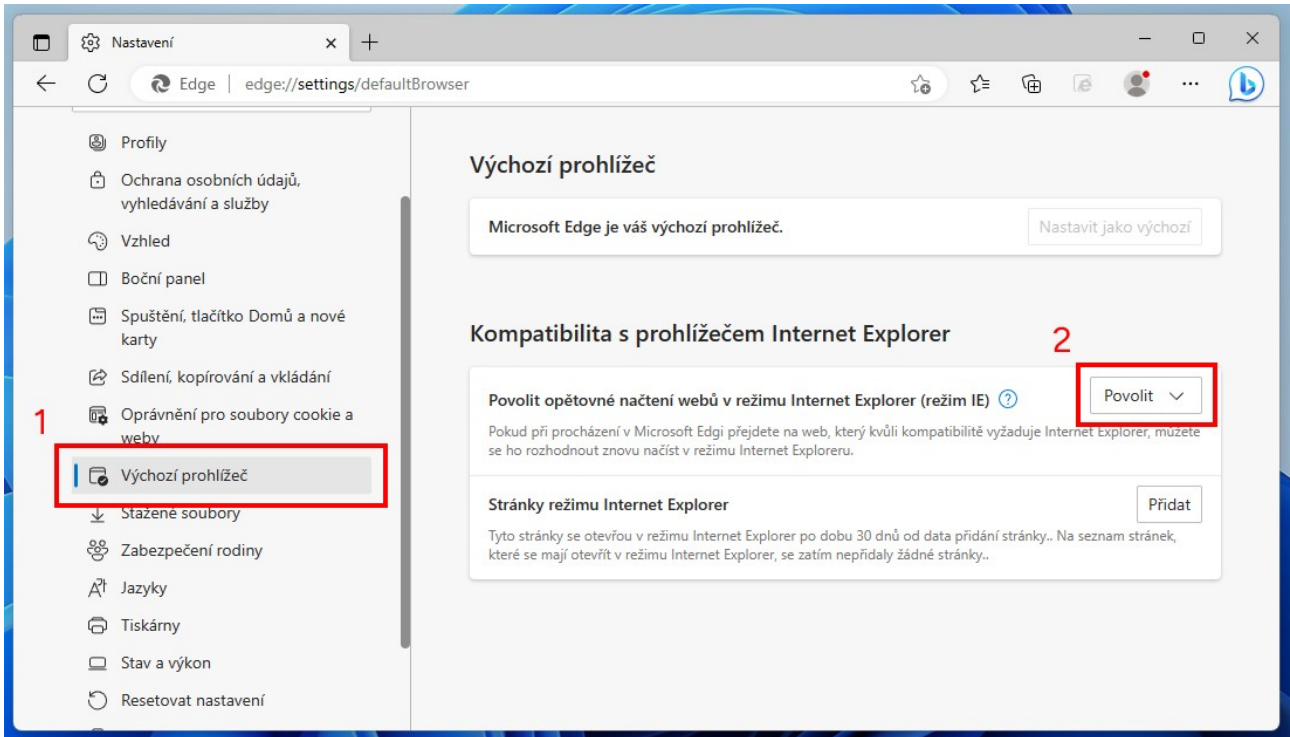 Nastavení
Edge
edge://settings/defaultBrowser
Profily
Ochrana osobních údajů,
vyhledávání a služby
Vzhled
Boční panel
Spuštění, tlačítko Domů a nové
karty
Sdílení, kopírování a vkládání
1
Oprávnění pro soubory cookie a
weby
Výchozí prohlížeč
Stažené soubory
Zabezpečení rodiny
Jazyky
Tiskárny
Stav a výkon
Resetovat nastavení
Výchozí prohlížeč
Microsoft Edge je váš výchozí prohlížeč.
Nastavit jako výchozí
Kompatibilita s prohlížečem Internet Explorer
2
Povolit opětovné načtení webů v režimu Internet Explorer (režim IE)
Povolit
Pokud při procházení v Microsoft Edgi přejdete na web, který kvůli kompatibilitě vyžaduje Internet Explorer, můžete
se ho rozhodnout znovu načíst v režimu Internet Exploreru.
Stránky režimu Internet Explorer
Přidat
Tyto stránky se otevřou v režimu Internet Explorer po dobu 30 dnů od data přidání stránky.. Na seznam stránek,
které se mají otevřít v režimu Internet Explorer, se zatím nepřidaly žádné stránky..